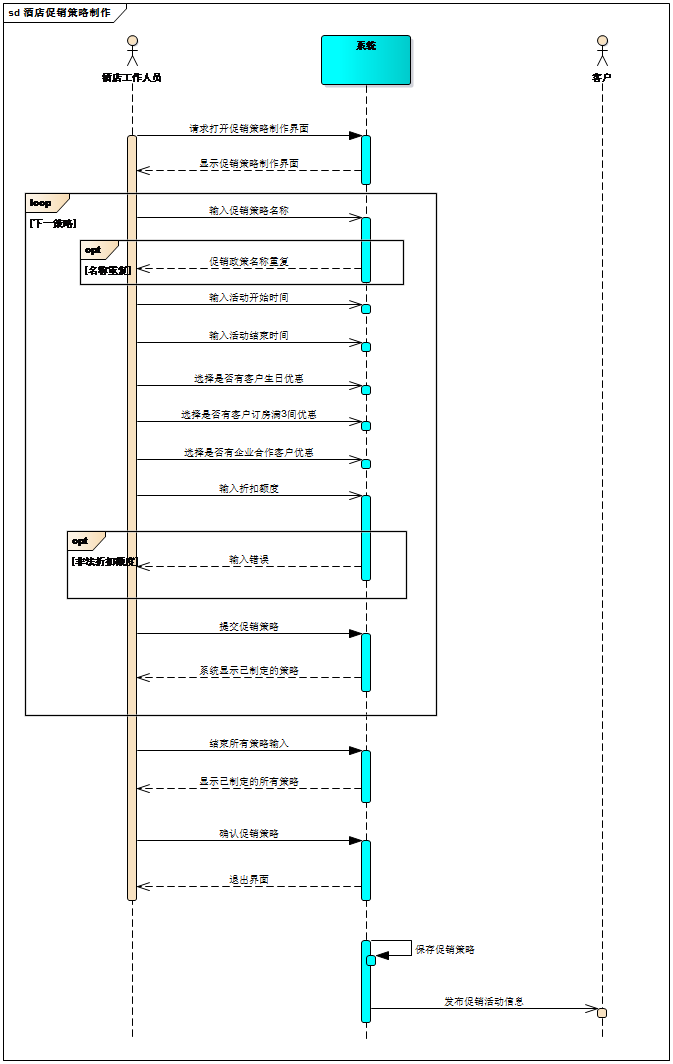 sd 酒店促销策略制作
酒店工作人员
系统
客户
请求打开促销策略制作界面
显示促销策略制作界面
loop
[下一策略]
输入促销策略名称
opt
[名称重复]
促销政策名称重复
输入活动开始时间
输入活动结束时间
选择是否有客户生日优惠
选择是否有客户订房满3间优惠
选择是否有企业合作客户优惠
输入折扣额度
opt
[非法折扣额度]
输入错误
提交促销策略
系统显示已制定的策略
结束所有策略输入
显示已制定的所有策略
确认促销策略
退出界面
保存促销策略
发布促销活动信息